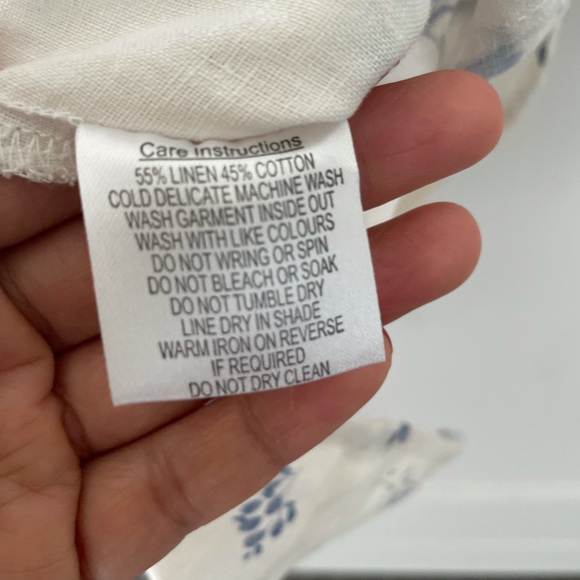 Care Instructions
55% LINEN 45% COTTON
COLD DELICATE MACHINE WASH
WASH GARMENT INSIDE OUT
WASH WITH LIKE COLOURS
DO NOT WRING OR SPIN
DO NOT BLEACH OR SOAK
DO NOT TUMBLE DRY
LINE DRY IN SHADE
WARM IRON ON REVERSE
IF REQUIRED
DO NOT DRY CLEAN